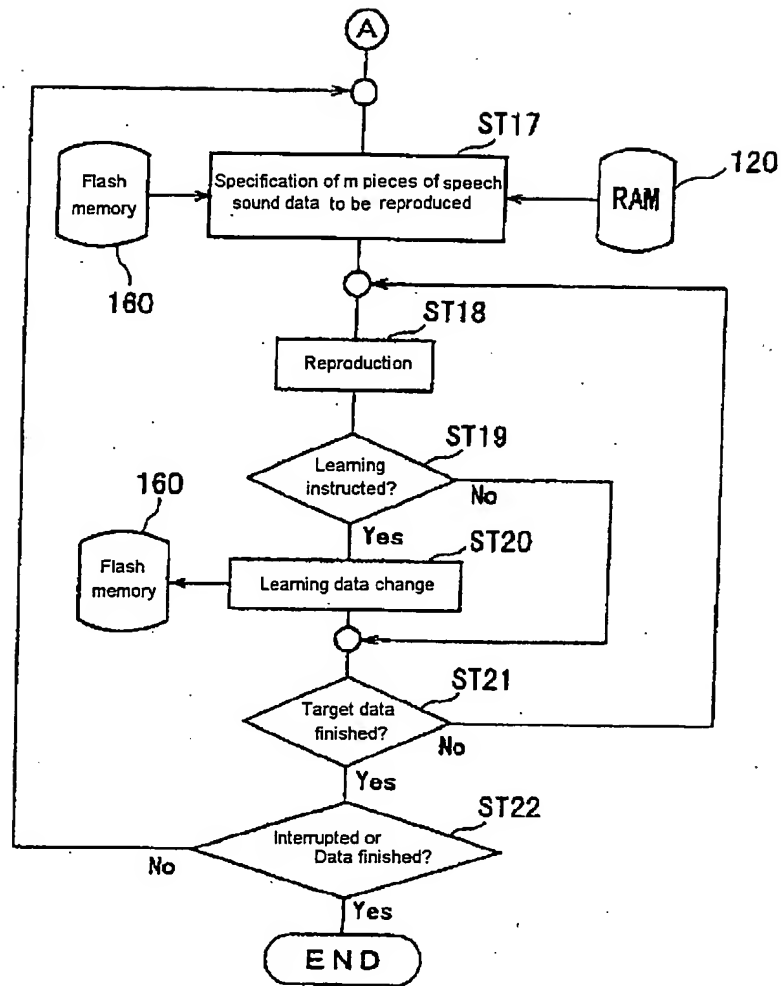 A
ST17
Flash
memory
160
Specification of m pieces of speech
sound data to be reproduced
RAM
120
ST18
Reproduction
ST19
Learning
instructed?
No
Yes
160
Flash
memory
ST20
Learning data change
ST21
Target data
finished?
No
Yes
ST22
Interrupted or
Data finished?
No
Yes
END